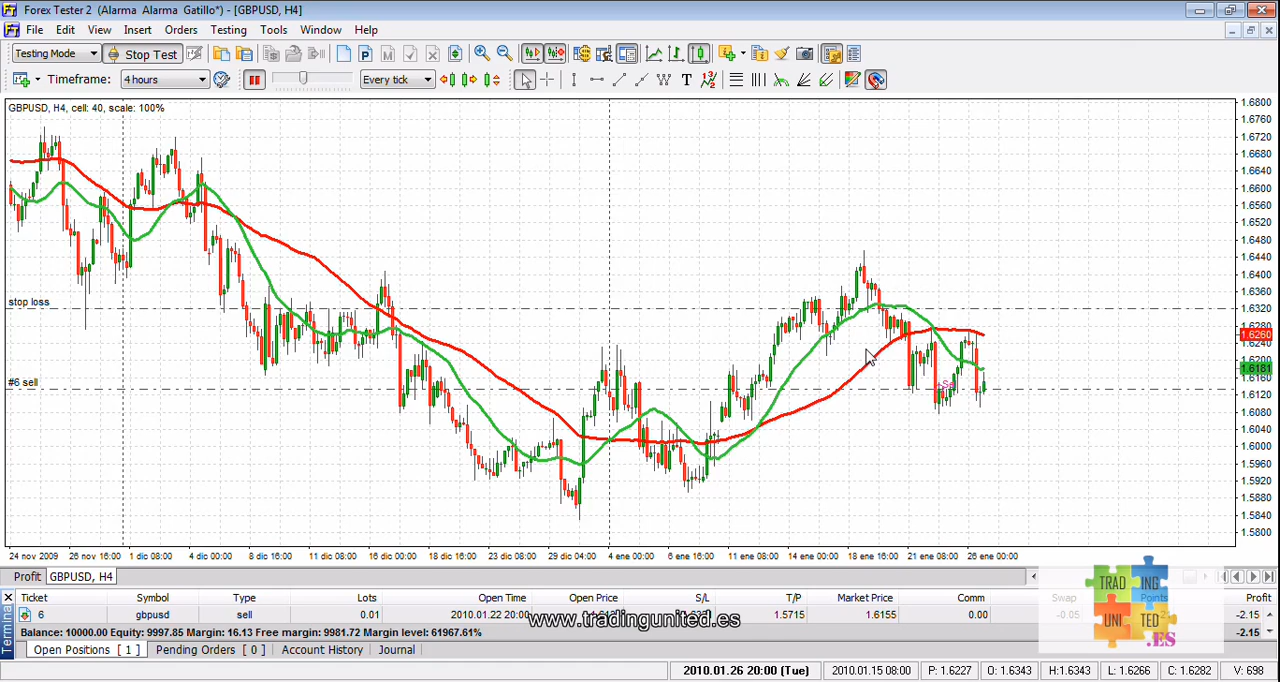 Forex Tester 2 (Alarma Alarma Gatillo*) - [GBPUSD, H4]
File Edit View Insert Orders Testing Tools Window Help
Testing Mode Stop Test
Timeframe: 4 hours Every tick
GBPUSD, H4, cell: 40, scale: 100%
1.6800
1.6760
1.6720
1.6680
1.6640
1.6600
1.6560
1.6520
1.6480
1.6440
1.6400
1.6360
stop loss
1.6320
1.6280
1.6260
1.6240
1.6200
1.6181
1.6160
#6 sell
1.6120
1.6080
1.6040
1.6000
1.5960
1.5920
1.5880
1.5840
1.5800
24 nov 2009 26 nov 16:00 1 dic 08:00 4 dic 00:00 8 dic 16:00 11 dic 08:00 16 dic 00:00 18 dic 16:00 23 dic 08:00 29 dic 04:00 4 ene 00:00 6 ene 16:00 11 ene 08:00 14 ene 00:00 18 ene 16:00 21 ene 08:00 26 ene 00:00
Profit GBPUSD, H4
Terminal
Ticket Symbol Type Lots Open Time Open Price S/L T/P Market Price Comm Swap Points Profit
6 gbpusd sell 0.01 2010.01.22 20:00 1.5715 1.6155 0.00 -0.05 -2.15
Balance: 10000.00 Equity: 9997.85 Margin: 16.13 Free margin: 9981.72 Margin level: 61967.61% -2.15
www.tradingunited.es
TRAD ING
UNI TED
.ES
Open Positions [ 1 ] Pending Orders [ 0 ] Account History Journal
2010.01.26 20:00 (Tue) 2010.01.15 08:00 P: 1.6227 O: 1.6343 H:1.6343 L: 1.6266 C: 1.6282 V: 698